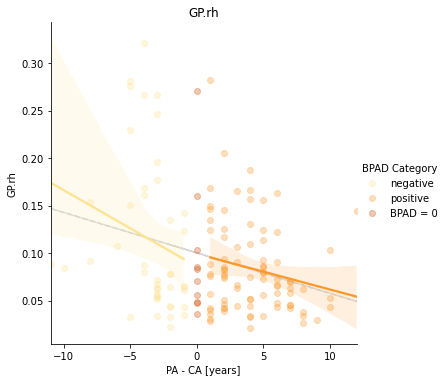 GP.rh
GP.rh
0.30
0.25
0.20
0.15
0.10
0.05
−10
−5
0
5
10
PA - CA [years]
BPAD Category
negative
positive
BPAD = 0